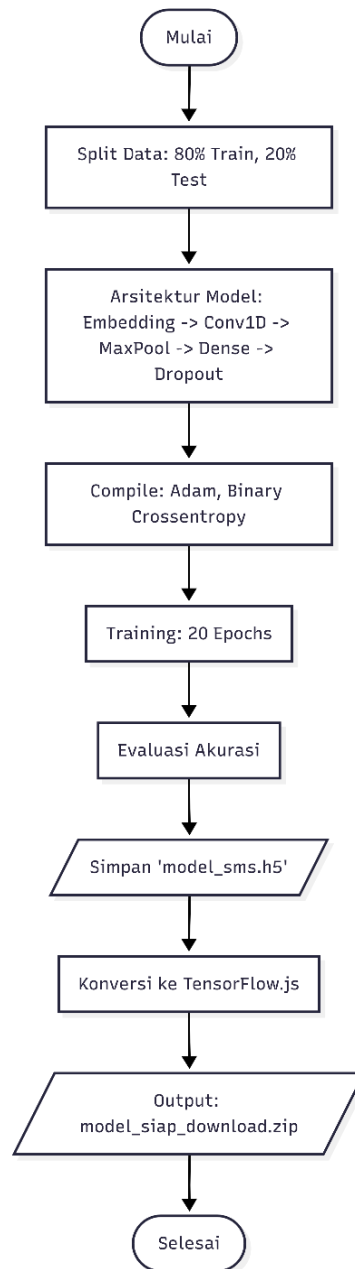 Mulai
Split Data: 80% Train, 20%
Test
Arsitektur Model:
Embedding -> Conv1D ->
MaxPool -> Dense ->
Dropout
Compile: Adam, Binary
Crossentropy
Training: 20 Epochs
Evaluasi Akurasi
Simpan 'model_sms.h5'
Konversi ke TensorFlow.js
Output:
model_siap_download.zip
Selesai